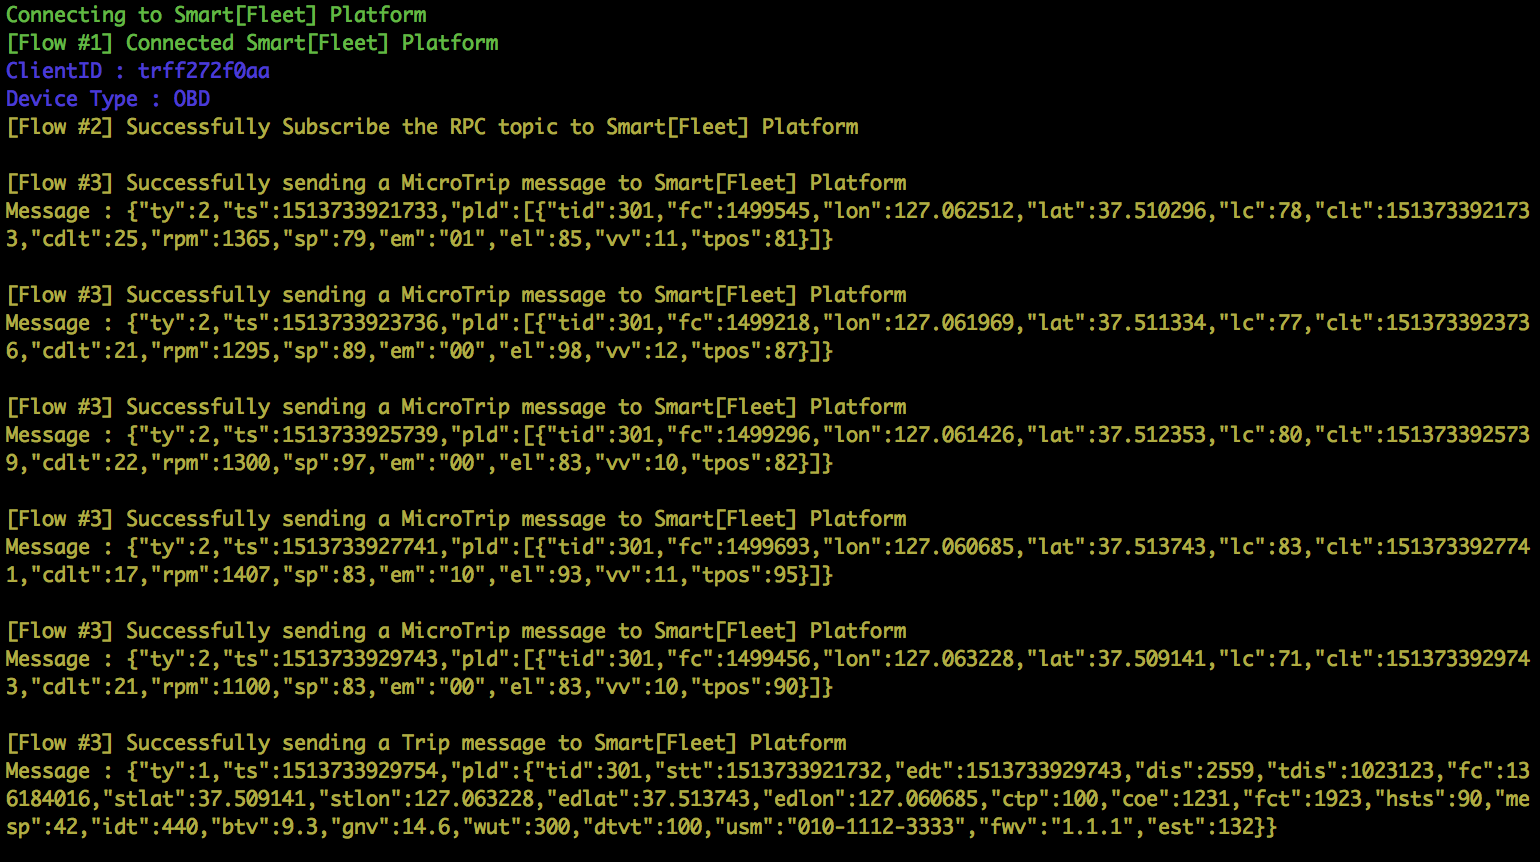 Connecting to Smart[Fleet] Platform
[Flow #1] Connected Smart[Fleet] Platform
ClientID : trff272f0aa
Device Type : OBD
[Flow #2] Successfully Subscribe the RPC topic to Smart[Fleet] Platform
[Flow #3] Successfully sending a MicroTrip message to Smart[Fleet] Platform
Message : {"ty":2,"ts":1513733921733,"pld":[{"tid":301,"fc":1499545,"lon":127.062512,"lat":37.510296,"lc":78,"clt":151373392173
3,"cdlt":25,"rpm":1365,"sp":79,"em":"01","el":85,"vv":11,"tpos":81}]}
[Flow #3] Successfully sending a MicroTrip message to Smart[Fleet] Platform
Message : {"ty":2,"ts":1513733923736,"pld":[{"tid":301,"fc":1499218,"lon":127.061969,"lat":37.511334,"lc":77,"clt":151373392373
6,"cdlt":21,"rpm":1295,"sp":89,"em":"00","el":98,"vv":12,"tpos":87}]}
[Flow #3] Successfully sending a MicroTrip message to Smart[Fleet] Platform
Message : {"ty":2,"ts":1513733925739,"pld":[{"tid":301,"fc":1499296,"lon":127.061426,"lat":37.512353,"lc":80,"clt":151373392573
9,"cdlt":22,"rpm":1300,"sp":97,"em":"00","el":83,"vv":10,"tpos":82}]}
[Flow #3] Successfully sending a MicroTrip message to Smart[Fleet] Platform
Message : {"ty":2,"ts":1513733927741,"pld":[{"tid":301,"fc":1499693,"lon":127.060685,"lat":37.513743,"lc":83,"clt":151373392774
1,"cdlt":17,"rpm":1407,"sp":83,"em":"10","el":93,"vv":11,"tpos":95}]}
[Flow #3] Successfully sending a MicroTrip message to Smart[Fleet] Platform
Message : {"ty":2,"ts":1513733929743,"pld":[{"tid":301,"fc":1499456,"lon":127.063228,"lat":37.509141,"lc":71,"clt":151373392974
3,"cdlt":21,"rpm":1100,"sp":83,"em":"00","el":83,"vv":10,"tpos":90}]}
[Flow #3] Successfully sending a Trip message to Smart[Fleet] Platform
Message : {"ty":1,"ts":1513733929754,"pld":{"tid":301,"stt":1513733921732,"edt":1513733929743,"dis":2559,"tdis":1023123,"fc":13
6184016,"stlat":37.509141,"stlon":127.063228,"edlat":37.513743,"edlon":127.060685,"ctp":100,"coe":1231,"fct":1923,"hsts":90,"me
sp":42,"idt":440,"btv":9.3,"gnv":14.6,"wut":300,"dtvt":100,"usm":"010-1112-3333","fwv":"1.1.1","est":132}}